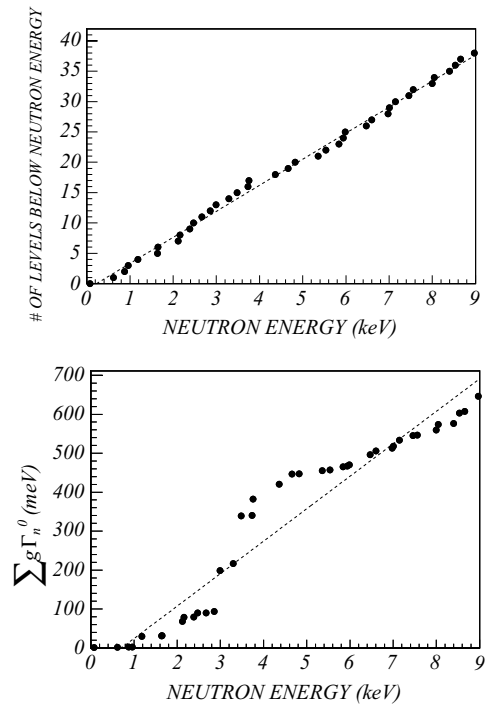 # OF LEVELS BELOW NEUTRON ENERGY
40
35
30
25
20
15
10
5
0
0 1 2 3 4 5 6 7 8 9
NEUTRON ENERGY (keV)
∑gΓn⁰ (meV)
700
600
500
400
300
200
100
0
0 1 2 3 4 5 6 7 8 9
NEUTRON ENERGY (keV)